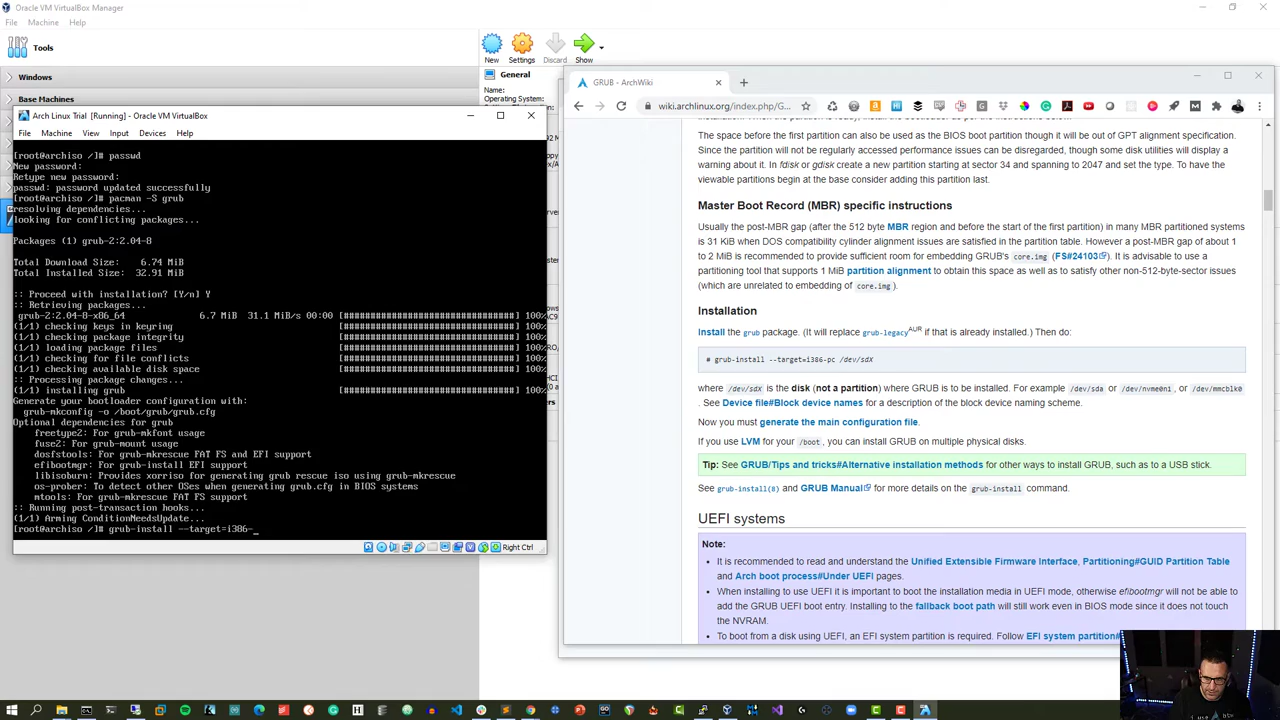 Oracle VM VirtualBox Manager
File Machine Help
Tools
New Settings Discard Show
Windows
General
Base Machines
Name:
Operating System:
Arch Linux Trial [Running] - Oracle VM VirtualBox
File Machine View Input Devices Help
[root@archiso /]# passwd
New password:
Retype new password:
passwd: password updated successfully
[root@archiso /]# pacman -S grub
resolving dependencies...
looking for conflicting packages...
Packages (1) grub-2:2.04-8
Total Download Size: 6.74 MiB
Total Installed Size: 32.91 MiB
:: Proceed with installation? [Y/n] Y
:: Retrieving packages...
grub-2:2.04-8-x86_64 6.7 MiB 31.1 MiB/s 00:00 [##################################] 100%
(1/1) checking keys in keyring [##################################] 100%
(1/1) checking package integrity [##################################] 100%
(1/1) loading package files [##################################] 100%
(1/1) checking for file conflicts [##################################] 100%
(1/1) checking available disk space [##################################] 100%
:: Processing package changes...
(1/1) installing grub [##################################] 100%
Generate your bootloader configuration with:
grub-mkconfig -o /boot/grub/grub.cfg
Optional dependencies for grub
freetype2: For grub-mkfont usage
fuse2: For grub-mount usage
dosfstools: For grub-mkrescue FAT FS and EFI support
efibootmgr: For grub-install EFI support
libisoburn: Provides xorriso for generating grub rescue iso using grub-mkrescue
os-prober: To detect other OSes when generating grub.cfg in BIOS systems
mtools: For grub-mkrescue FAT FS support
:: Running post-transaction hooks...
(1/1) Arming ConditionNeedsUpdate...
[root@archiso /]# grub-install --target=i386-_
Right Ctrl
GRUB - ArchWiki
wiki.archlinux.org/index.php/G...
The space before the first partition can also be used as the BIOS boot partition though it will be out of GPT alignment specification.
Since the partition will not be regularly accessed performance issues can be disregarded, though some disk utilities will display a
warning about it. In fdisk or gdisk create a new partition starting at sector 34 and spanning to 2047 and set the type. To have the
viewable partitions begin at the base consider adding this partition last.
Master Boot Record (MBR) specific instructions
Usually the post-MBR gap (after the 512 byte MBR region and before the start of the first partition) in many MBR partitioned systems
is 31 KiB when DOS compatibility cylinder alignment issues are satisfied in the partition table. However a post-MBR gap of about 1
to 2 MiB is recommended to provide sufficient room for embedding GRUB's core.img (FS#24103). It is advisable to use a
partitioning tool that supports 1 MiB partition alignment to obtain this space as well as to satisfy other non-512-byte-sector issues
(which are unrelated to embedding of core.img).
Installation
Install the grub package. (It will replace grub-legacyAUR if that is already installed.) Then do:
# grub-install --target=i386-pc /dev/sdX
where /dev/sdX is the disk (not a partition) where GRUB is to be installed. For example /dev/sda or /dev/nvme0n1, or /dev/mmcblk0
. See Device file#Block device names for a description of the block device naming scheme.
Now you must generate the main configuration file.
If you use LVM for your /boot, you can install GRUB on multiple physical disks.
Tip: See GRUB/Tips and tricks#Alternative installation methods for other ways to install GRUB, such as to a USB stick.
See grub-install(8) and GRUB Manual for more details on the grub-install command.
UEFI systems
Note:
• It is recommended to read and understand the Unified Extensible Firmware Interface, Partitioning#GUID Partition Table
and Arch boot process#Under UEFI pages.
• When installing to use UEFI it is important to boot the installation media in UEFI mode, otherwise efibootmgr will not be able to
add the GRUB UEFI boot entry. Installing to the fallback boot path will still work even in BIOS mode since it does not touch
the NVRAM.
• To boot from a disk using UEFI, an EFI system partition is required. Follow EFI system partition#